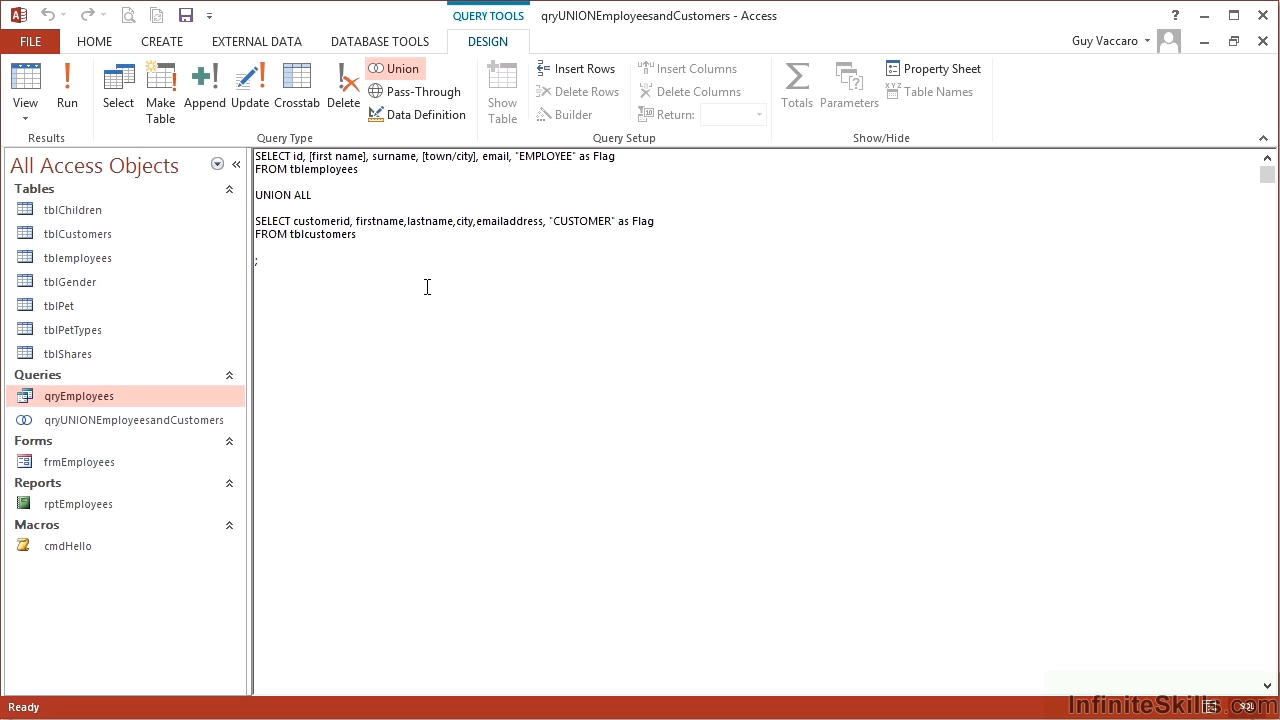 QUERY TOOLS
qryUNIONEmployeesandCustomers - Access
?
FILE
HOME
CREATE
EXTERNAL DATA
DATABASE TOOLS
DESIGN
Guy Vaccaro
View
Run
Select
Make Table
Append
Update
Crosstab
Delete
Union
Pass-Through
Data Definition
Show Table
Insert Rows
Delete Rows
Builder
Insert Columns
Delete Columns
Return:
Totals
Parameters
Property Sheet
Table Names
Results
Query Type
Query Setup
Show/Hide
All Access Objects
Tables
tblChildren
tblCustomers
tblemployees
tblGender
tblPet
tblPetTypes
tblShares
Queries
qryEmployees
qryUNIONEmployeesandCustomers
Forms
frmEmployees
Reports
rptEmployees
Macros
cmdHello
SELECT id, [first name], surname, [town/city], email, "EMPLOYEE" as Flag
FROM tblemployees
UNION ALL
SELECT customerid, firstname,lastname,city,emailaddress, "CUSTOMER" as Flag
FROM tblcustomers
;
Ready
InfiniteSkills.com
SQL